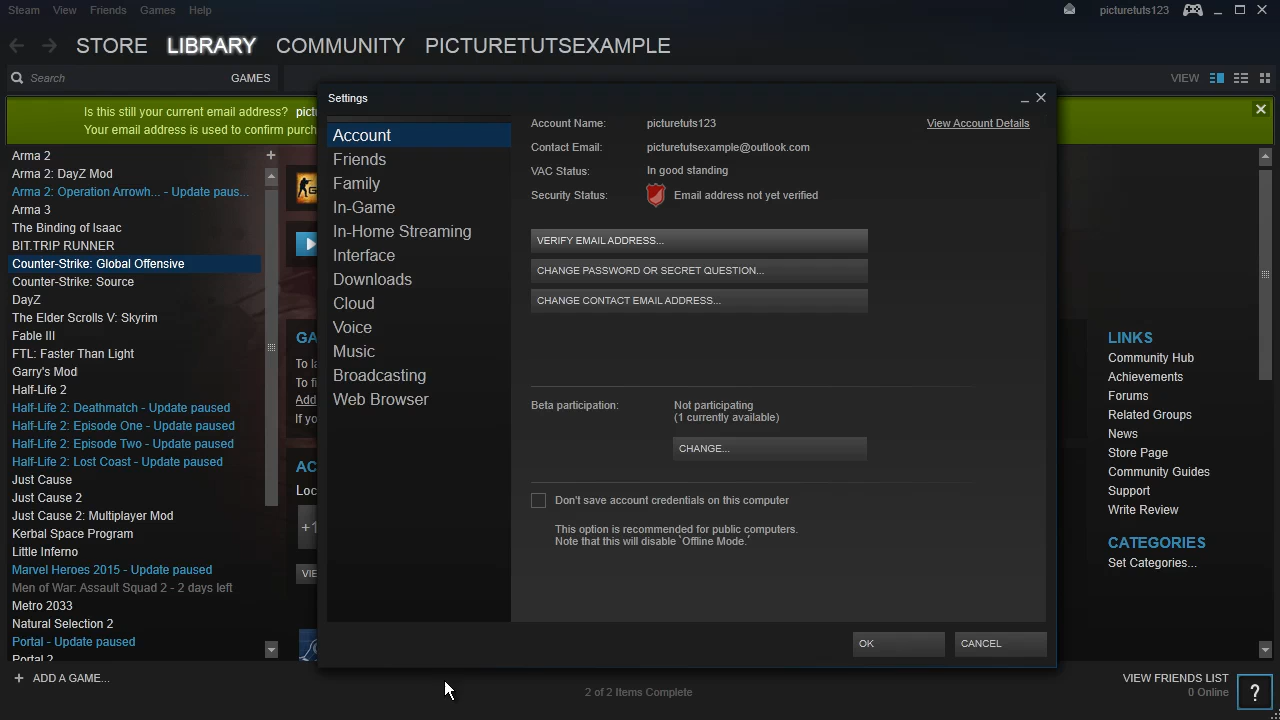 Steam View Friends Games Help
picturetuts123
STORE LIBRARY COMMUNITY PICTURETUTSEXAMPLE
Search GAMES
VIEW
Is this still your current email address?
Your email address is used to confirm
Arma 2
Arma 2: DayZ Mod
Arma 2: Operation Arrowh... - Update paus...
Arma 3
The Binding of Isaac
BIT.TRIP RUNNER
Counter-Strike: Global Offensive
Counter-Strike: Source
DayZ
The Elder Scrolls V: Skyrim
Fable III
FTL: Faster Than Light
Garry's Mod
Half-Life 2
Half-Life 2: Deathmatch - Update paused
Half-Life 2: Episode One - Update paused
Half-Life 2: Episode Two - Update paused
Half-Life 2: Lost Coast - Update paused
Just Cause
Just Cause 2
Just Cause 2: Multiplayer Mod
Kerbal Space Program
Little Inferno
Marvel Heroes 2015 - Update paused
Men of War: Assault Squad 2 - 2 days left
Metro 2033
Natural Selection 2
Portal - Update paused
Portal 2
+ ADD A GAME...
Settings
Account
Friends
Family
In-Game
In-Home Streaming
Interface
Downloads
Cloud
Voice
Music
Broadcasting
Web Browser
Account Name: picturetuts123 View Account Details
Contact Email: picturetutsexample@outlook.com
VAC Status: In good standing
Security Status: Email address not yet verified
VERIFY EMAIL ADDRESS...
CHANGE PASSWORD OR SECRET QUESTION...
CHANGE CONTACT EMAIL ADDRESS...
Beta participation: Not participating
(1 currently available)
CHANGE...
Don't save account credentials on this computer
This option is recommended for public computers.
Note that this will disable `Offline Mode.'
OK CANCEL
LINKS
Community Hub
Achievements
Forums
Related Groups
News
Store Page
Community Guides
Support
Write Review
CATEGORIES
Set Categories...
2 of 2 Items Complete
VIEW FRIENDS LIST
0 Online
?